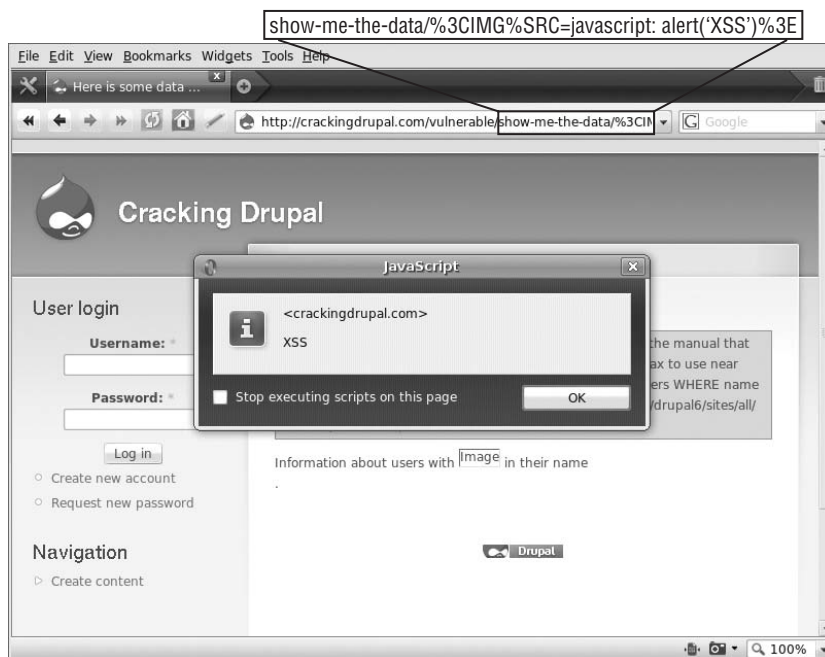 show-me-the-data/%3CIMG%SRC=javascript: alert(‘XSS’)%3E
File Edit View Bookmarks Widgets Tools Help
Here is some data ...
http://crackingdrupal.com/vulnerable/show-me-the-data/%3CIM
G Google
Cracking Drupal
JavaScript
User login
<crackingdrupal.com>
XSS
Username: *
the manual that
ax to use near
ers WHERE name
/drupal6/sites/all/
Password: *
Stop executing scripts on this page
OK
Log in
Information about users with Image in their name
.
Create new account
Request new password
Navigation
Drupal
Create content
100%